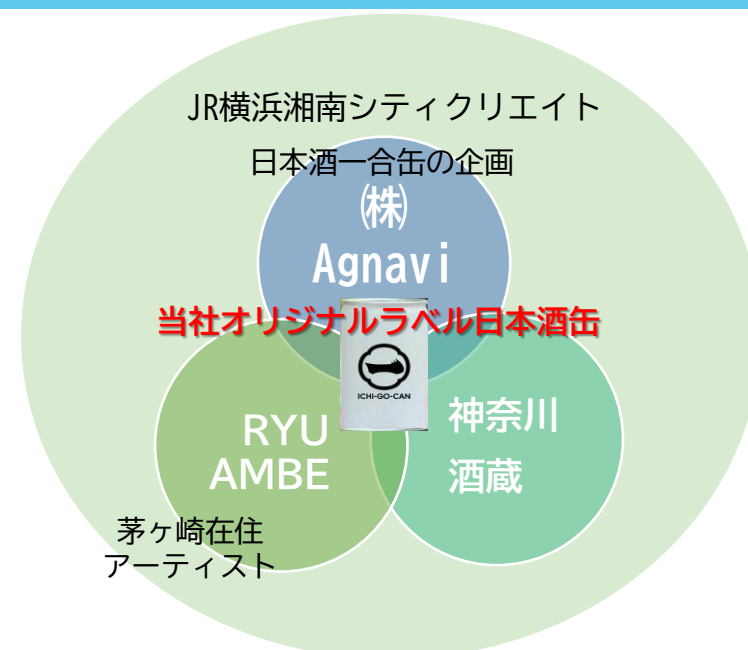 JR横浜湘南シティクリエイト
日本酒一合缶の企画
㈱
Agnavi
当社オリジナルラベル日本酒缶
ICHI-GO-CAN
RYU
AMBE
神奈川
酒蔵
茅ヶ崎在住
アーティスト